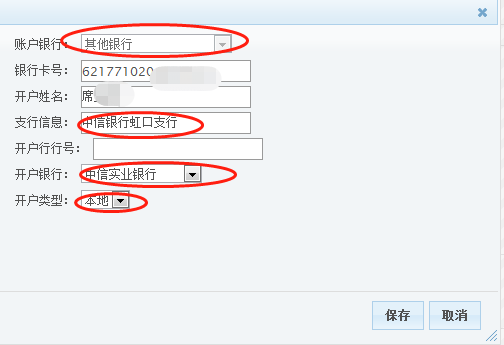 账户银行: 其他银行
银行卡号: 621771020
开户姓名: 席
支行信息: 中信银行虹口支行
开户行行号:
开户银行: 中信实业银行
开户类型: 本地
保存 取消